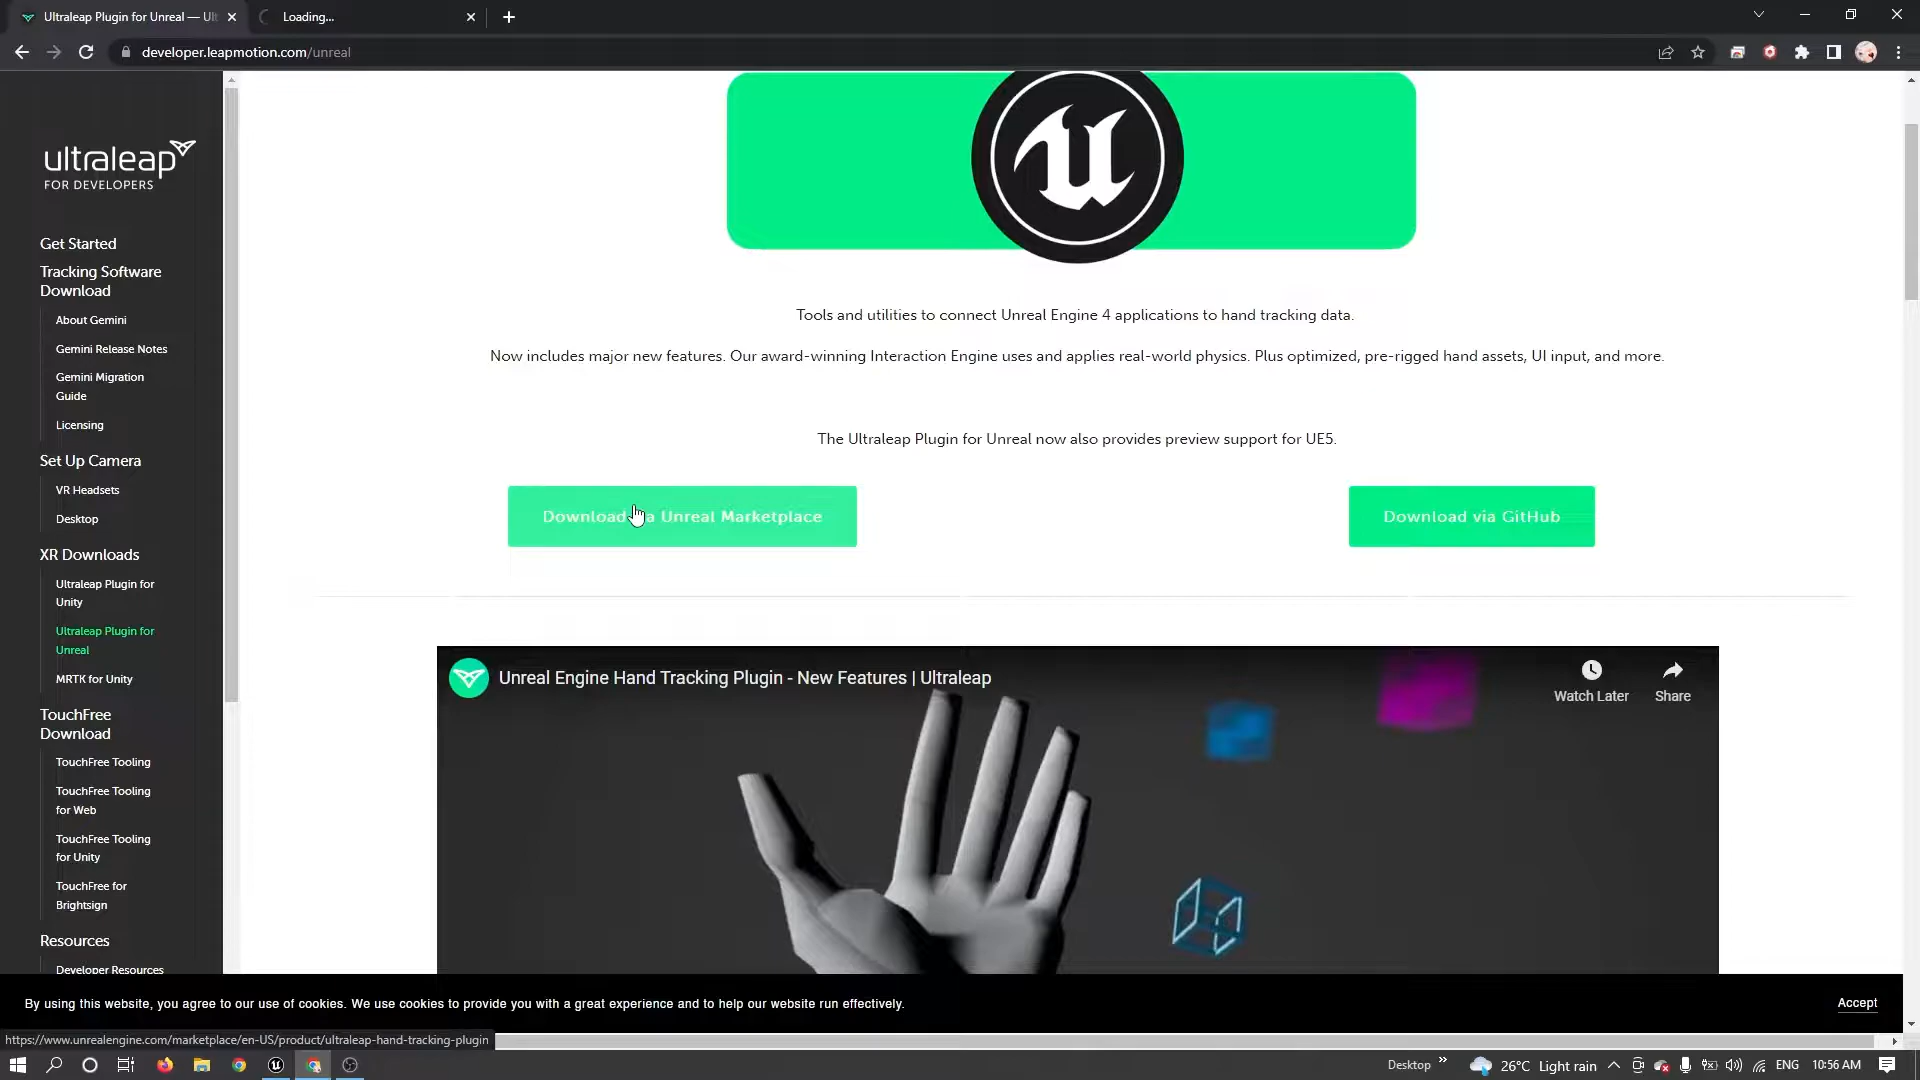 Ultraleap Plugin for Unreal — Ult
Loading...
developer.leapmotion.com/unreal
ultraleap
FOR DEVELOPERS
Get Started
Tracking Software
Download
About Gemini
Gemini Release Notes
Gemini Migration
Guide
Licensing
Set Up Camera
VR Headsets
Desktop
XR Downloads
Ultraleap Plugin for
Unity
Ultraleap Plugin for
Unreal
MRTK for Unity
TouchFree
Download
TouchFree Tooling
TouchFree Tooling
for Web
TouchFree Tooling
for Unity
TouchFree for
Brightsign
Resources
Developer Resources
Tools and utilities to connect Unreal Engine 4 applications to hand tracking data.
Now includes major new features. Our award-winning Interaction Engine uses and applies real-world physics. Plus optimized, pre-rigged hand assets, UI input, and more.
The Ultraleap Plugin for Unreal now also provides preview support for UE5.
Download via Unreal Marketplace
Download via GitHub
Unreal Engine Hand Tracking Plugin - New Features | Ultraleap
Watch Later
Share
By using this website, you agree to our use of cookies. We use cookies to provide you with a great experience and to help our website run effectively.
Accept
https://www.unrealengine.com/marketplace/en-US/product/ultraleap-hand-tracking-plugin
Desktop
26°C Light rain
ENG
10:56 AM